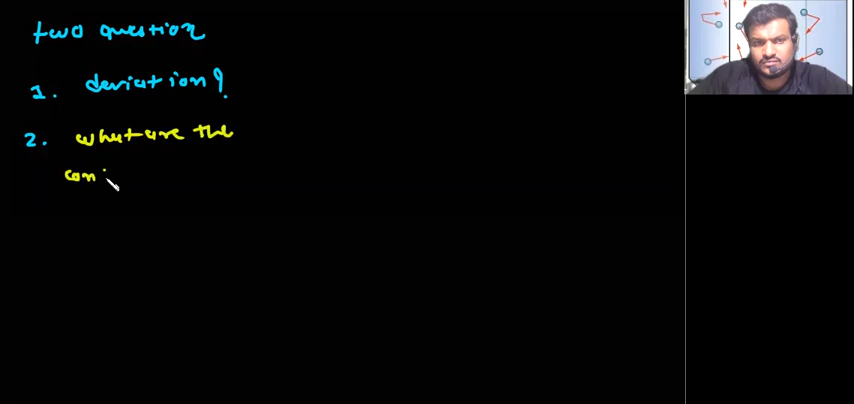 two question
1. deviation?
2. what are the
con